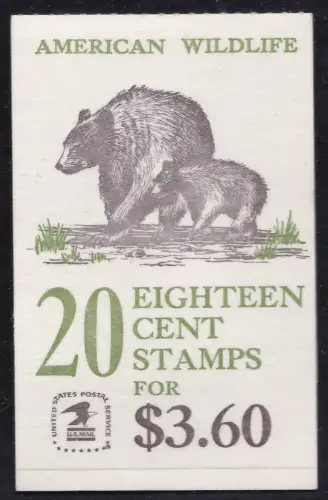 AMERICAN WILDLIFE
20 EIGHTEEN
CENT
STAMPS
FOR
$3.60
UNITED STATES POSTAL SERVICE
U.S.MAIL